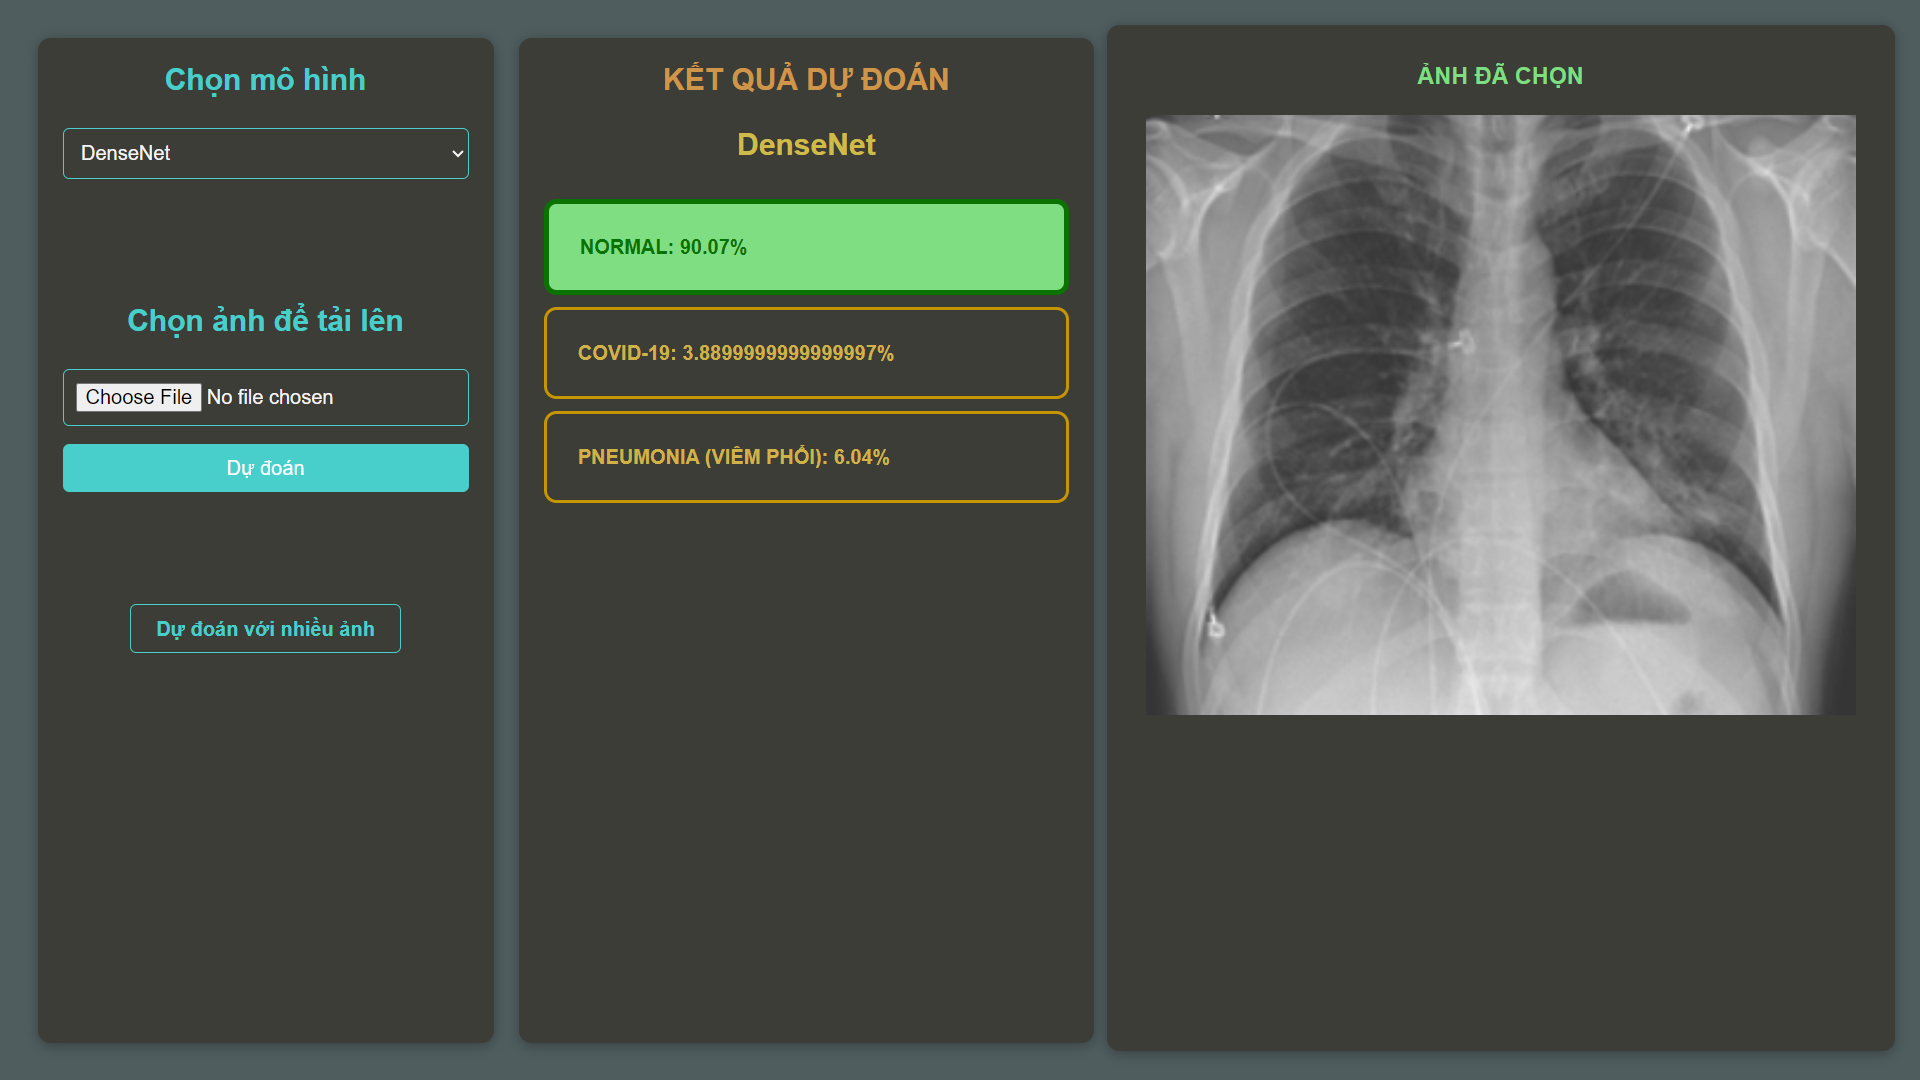 Chọn mô hình
DenseNet
Chọn ảnh để tải lên
Choose File No file chosen
Dự đoán
Dự đoán với nhiều ảnh
KẾT QUẢ DỰ ĐOÁN
DenseNet
NORMAL: 90.07%
COVID-19: 3.8899999999999997%
PNEUMONIA (VIÊM PHỔI): 6.04%
ẢNH ĐÃ CHỌN